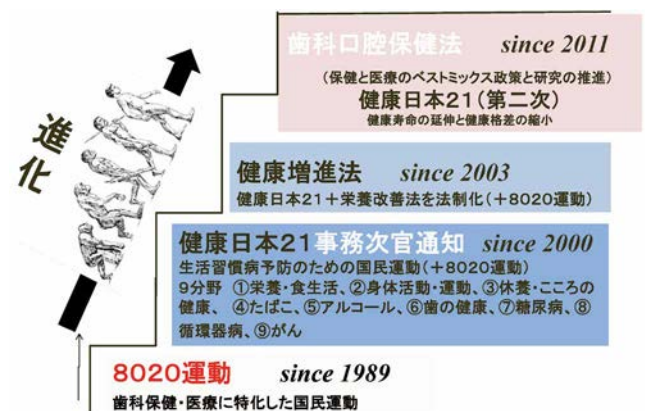 歯科口腔保健法 since 2011
(保健と医療のベストミックス政策と研究の推進)
健康日本21(第二次)
健康寿命の延伸と健康格差の縮小
進化
健康増進法 since 2003
健康日本21+栄養改善法を法制化(+8020運動)
健康日本21事務次官通知 since 2000
生活習慣病予防のための国民運動(+8020運動)
9分野 ①栄養・食生活、②身体活動・運動、③休養・こころの
健康、 ④たばこ、⑤アルコール、⑥歯の健康、⑦糖尿病、⑧
循環器病、⑨がん
8020運動 since 1989
歯科保健・医療に特化した国民運動